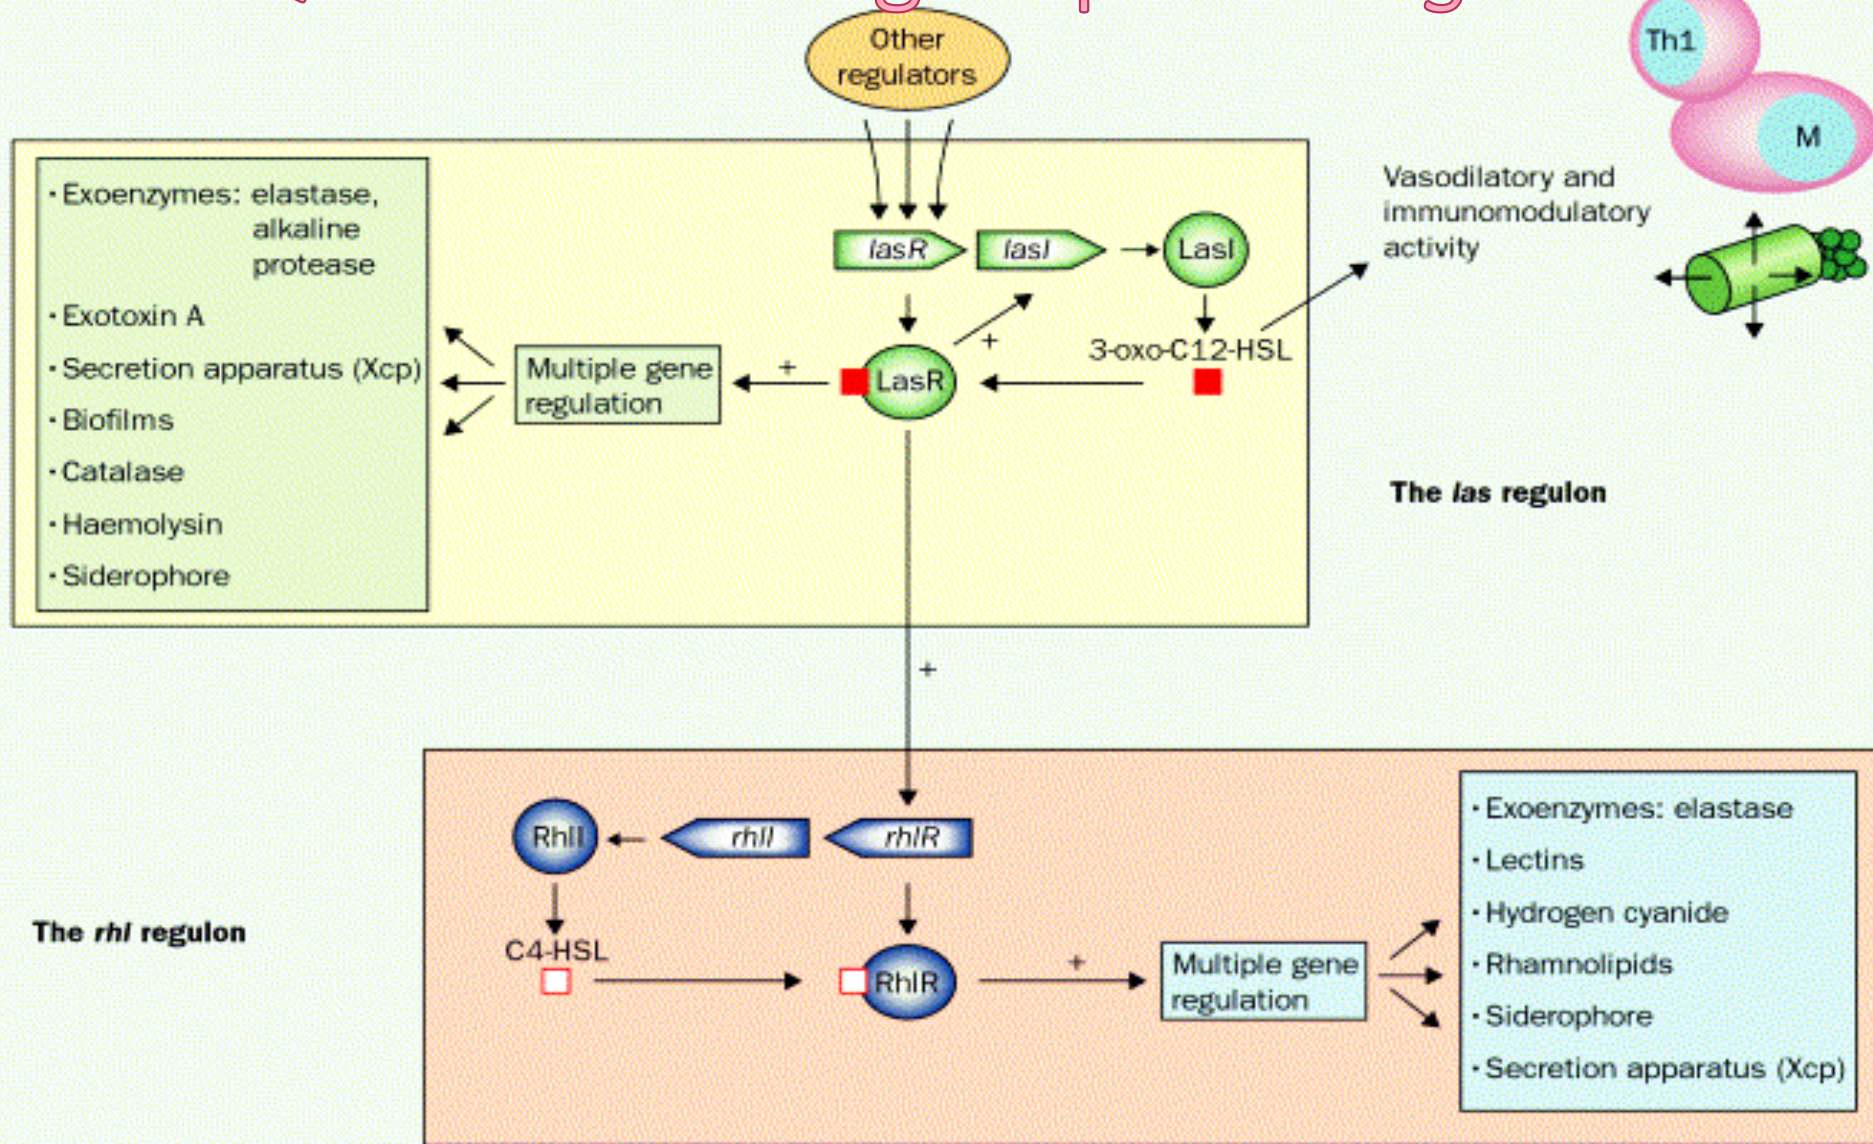 Other
regulators
Th1
M
Vasodilatory and
immunomodulatory
activity
· Exoenzymes: elastase,
alkaline
protease
· Exotoxin A
· Secretion apparatus (Xcp)
· Biofilms
· Catalase
· Haemolysin
· Siderophore
lasR
lasI
LasI
+
3-oxo-C12-HSL
Multiple gene
regulation
+
LasR
The las regulon
+
RhlI
rhlI
rhlR
The rhl regulon
C4-HSL
RhlR
+
Multiple gene
regulation
· Exoenzymes: elastase
· Lectins
· Hydrogen cyanide
· Rhamnolipids
· Siderophore
· Secretion apparatus (Xcp)